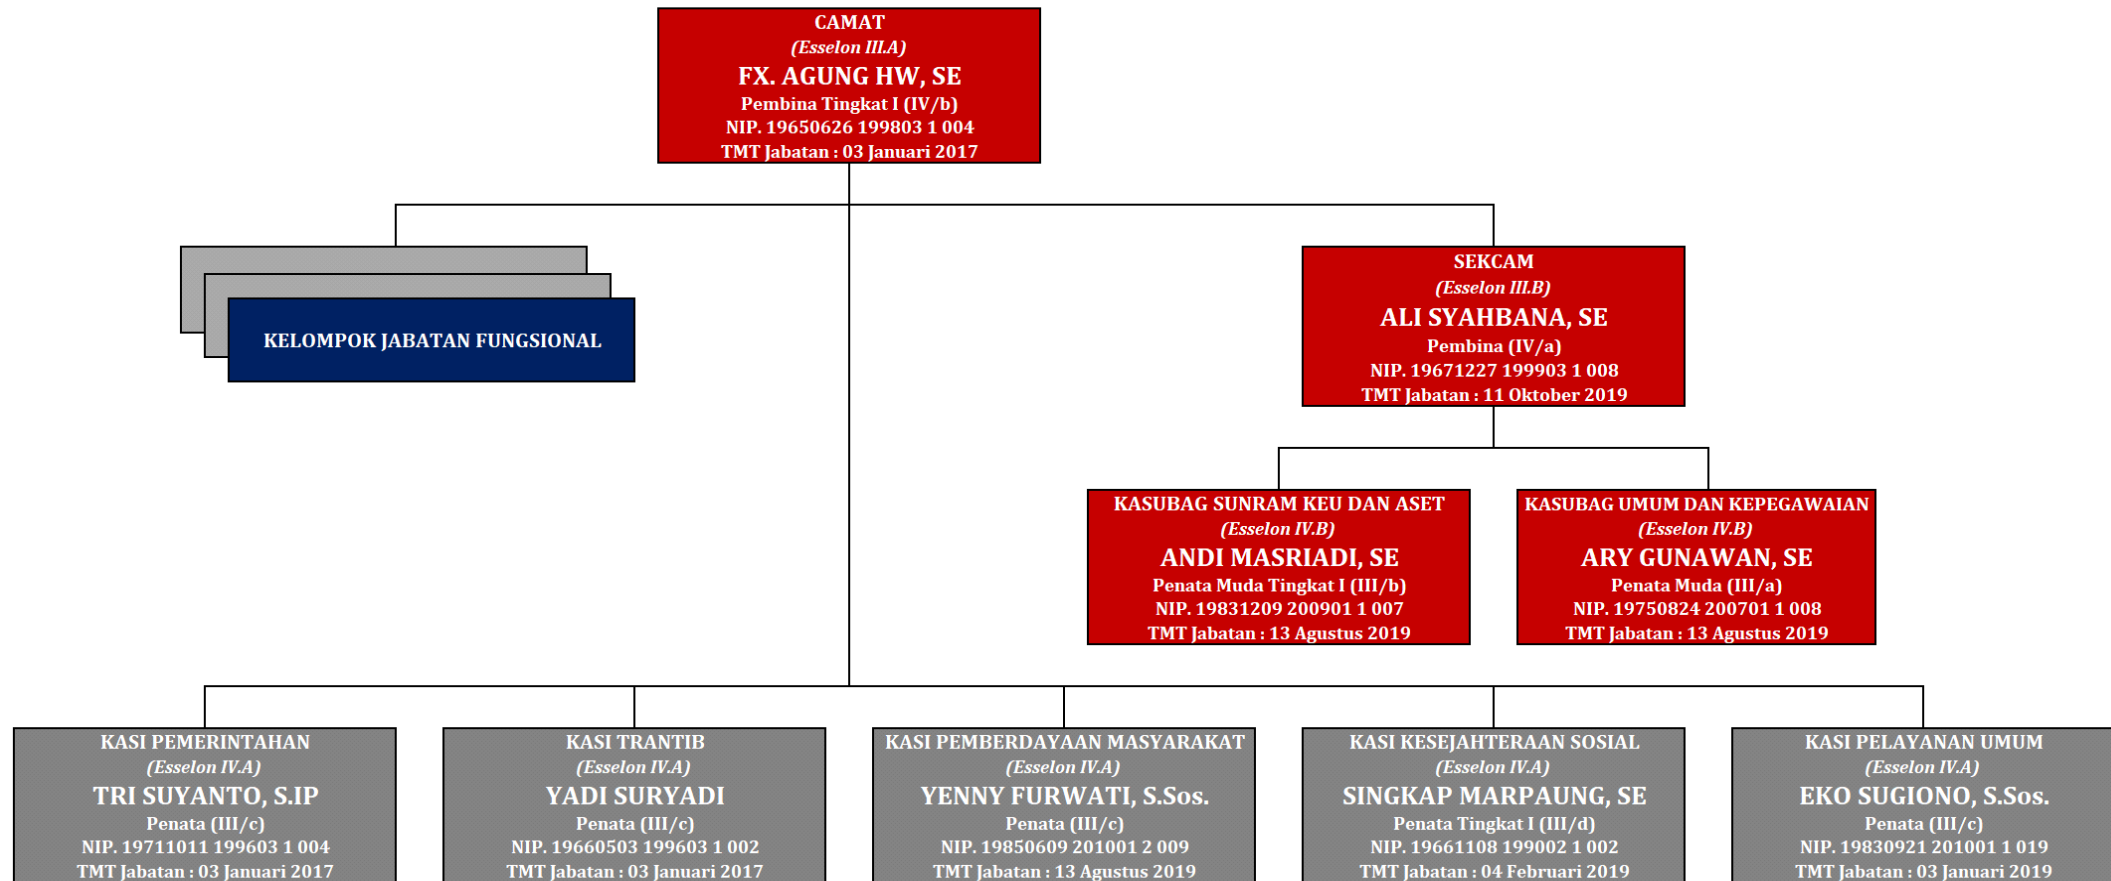 CAMAT
(Esselon III.A)
FX. AGUNG HW, SE
Pembina Tingkat I (IV/b)
NIP. 19650626 199803 1 004
TMT Jabatan : 03 Januari 2017
KELOMPOK JABATAN FUNGSIONAL
SEKCAM
(Esselon III.B)
ALI SYAHBANA, SE
Pembina (IV/a)
NIP. 19671227 199903 1 008
TMT Jabatan : 11 Oktober 2019
KASUBAG SUNRAM KEU DAN ASET
(Esselon IV.B)
ANDI MASRIADI, SE
Penata Muda Tingkat I (III/b)
NIP. 19831209 200901 1 007
TMT Jabatan : 13 Agustus 2019
KASUBAG UMUM DAN KEPEGAWAIAN
(Esselon IV.B)
ARY GUNAWAN, SE
Penata Muda (III/a)
NIP. 19750824 200701 1 008
TMT Jabatan : 13 Agustus 2019
KASI PEMERINTAHAN
(Esselon IV.A)
TRI SUYANTO, S.IP
Penata (III/c)
NIP. 19711011 199603 1 004
TMT Jabatan : 03 Januari 2017
KASI TRANTIB
(Esselon IV.A)
YADI SURYADI
Penata (III/c)
NIP. 19660503 199603 1 002
TMT Jabatan : 03 Januari 2017
KASI PEMBERDAYAAN MASYARAKAT
(Esselon IV.A)
YENNY FURWATI, S.Sos.
Penata (III/c)
NIP. 19850609 201001 2 009
TMT Jabatan : 13 Agustus 2019
KASI KESEJAHTERAAN SOSIAL
(Esselon IV.A)
SINGKAP MARPAUNG, SE
Penata Tingkat I (III/d)
NIP. 19661108 199002 1 002
TMT Jabatan : 04 Februari 2019
KASI PELAYANAN UMUM
(Esselon IV.A)
EKO SUGIONO, S.Sos.
Penata (III/c)
NIP. 19830921 201001 1 019
TMT Jabatan : 03 Januari 2019